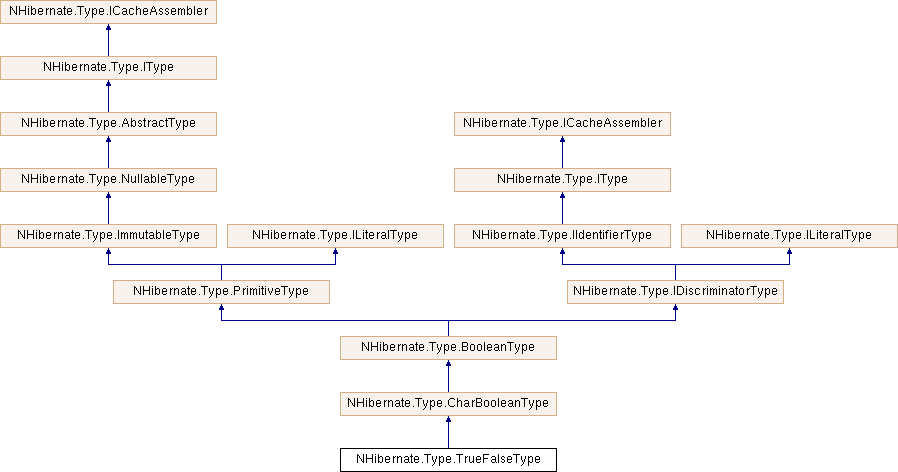 NHibernate.Type.ICacheAssembler
NHibernate.Type.IType
NHibernate.Type.AbstractType
NHibernate.Type.ICacheAssembler
NHibernate.Type.NullableType
NHibernate.Type.IType
NHibernate.Type.ImmutableType
NHibernate.Type.ILiteralType
NHibernate.Type.IIdentifierType
NHibernate.Type.ILiteralType
NHibernate.Type.PrimitiveType
NHibernate.Type.IDiscriminatorType
NHibernate.Type.BooleanType
NHibernate.Type.CharBooleanType
NHibernate.Type.TrueFalseType